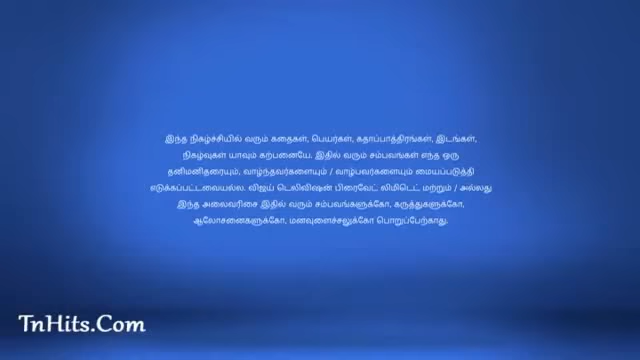 இந்த நிகழ்ச்சியில் வரும் கதைகள், பெயர்கள், கதாப்பாத்திரங்கள், இடங்கள்,
நிகழ்வுகள் யாவும் கற்பனையே. இதில் வரும் சம்பவங்கள் எந்த ஒரு
தனிமனிதரையும், வாழ்ந்தவர்களையும் / வாழ்பவர்களையும் மையப்படுத்தி
எடுக்கப்பட்டவையல்ல. விஜய் டெலிவிஷன் பிரைவேட் லிமிடெட் மற்றும் / அல்லது
இந்த அலைவரிசை இதில் வரும் சம்பவங்களுக்கோ, கருத்துகளுக்கோ,
ஆலோசனைகளுக்கோ, மனவுளைச்சலுக்கோ பொறுப்பேற்காது.
TnHits.Com